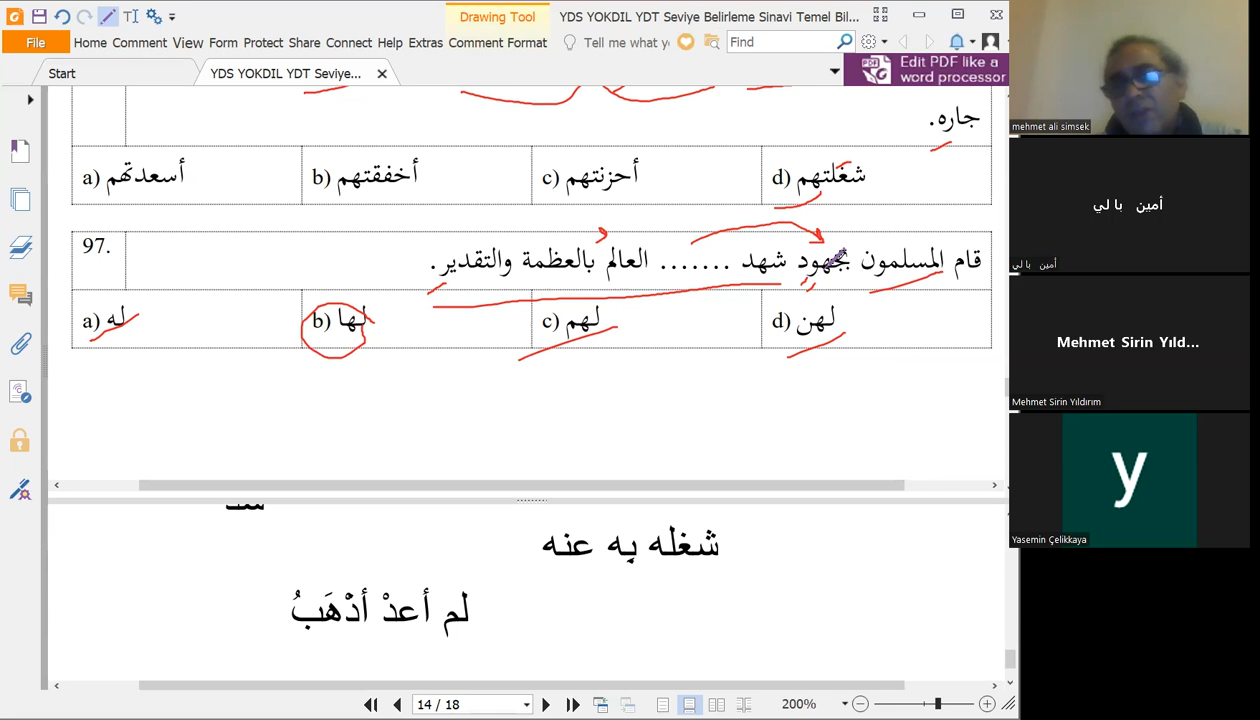 Drawing Tool
YDS YOKDIL YDT Seviye Belirleme Sinavi Temel Bil...
File Home Comment View Form Protect Share Connect Help Extras Comment Format
Tell me
Find
Start
YDS YOKDIL YDT Seviye...
Edit PDF like a
word processor
جاره.
a) أسعدتهم
b) أخفقتهم
c) أحزنتهم
d) شغلتهم
97.
قام المسلمون بجهود شهد ....... العالم بالعظمة والتقدير.
a) له
b) لها
c) لهم
d) لهن
شغله به عنه
لم أعدْ أذْهَبُ
14 / 18
200%
mehmet ali simsek
أمين بالي
أمين بالي
Mehmet Sirin Yıld...
Mehmet Sirin Yıldırım
y
Yasemin Çelikkaya